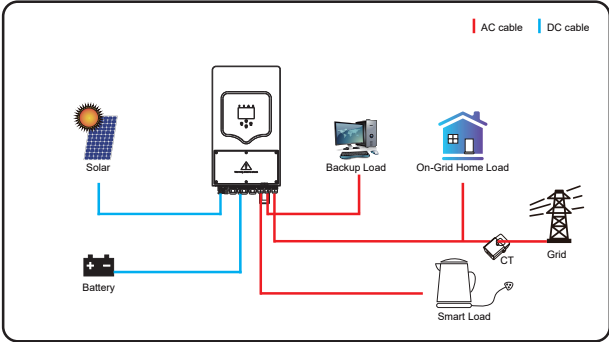 AC cable
DC cable
Solar
Backup Load
On-Grid Home Load
CT
Grid
Battery
Smart Load